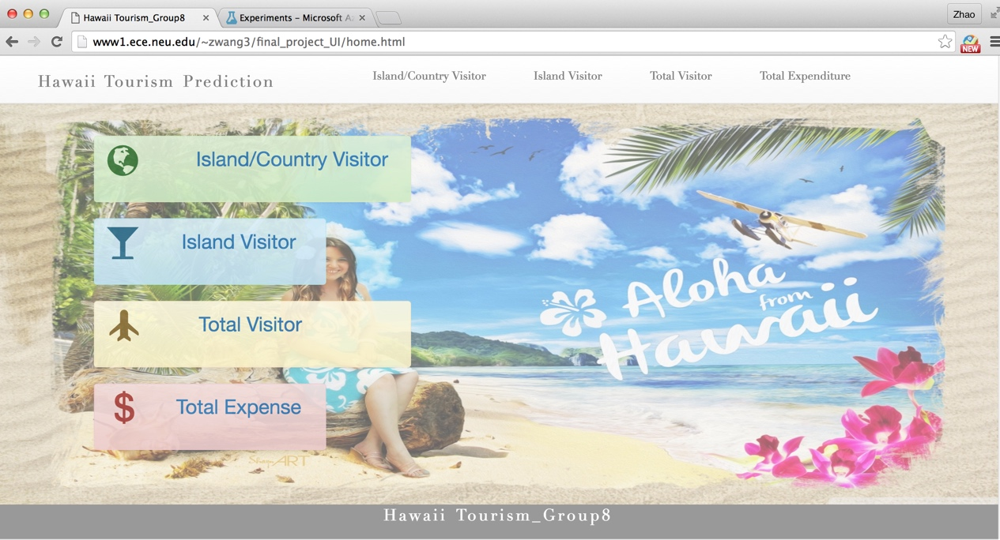 Hawaii Tourism_Group8
Experiments – Microsoft Az
Zhao
www1.ece.neu.edu/~zwang3/final_project_UI/home.html
NEW
Hawaii Tourism Prediction
Island/Country Visitor
Island Visitor
Total Visitor
Total Expenditure
Island/Country Visitor
Island Visitor
Total Visitor
$
Total Expense
Aloha
from
Hawaii
Hawaii Tourism_Group8